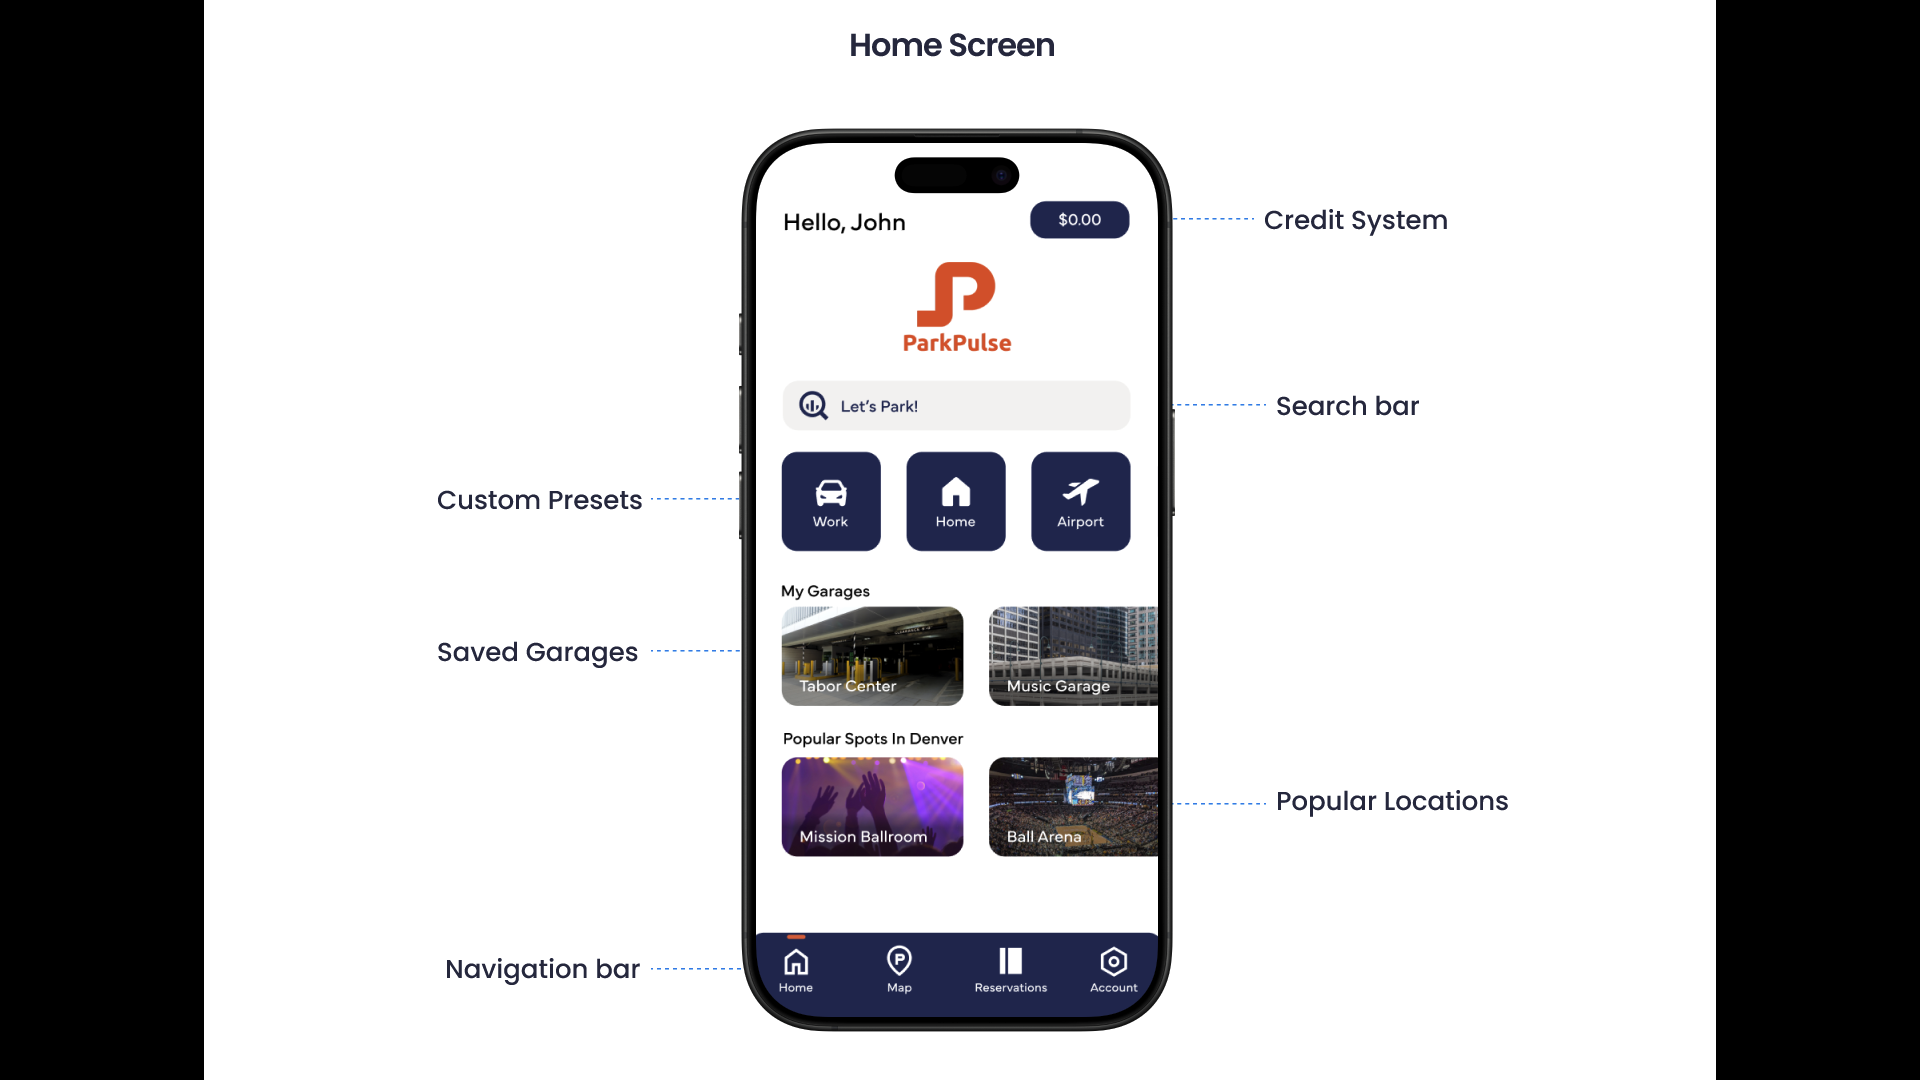 Home Screen
Hello, John
$0.00
Credit System
ParkPulse
Let's Park!
Search bar
Custom Presets
Work
Home
Airport
My Garages
Saved Garages
Tabor Center
Music Garage
Popular Spots In Denver
Mission Ballroom
Ball Arena
Popular Locations
Navigation bar
Home
Map
Reservations
Account